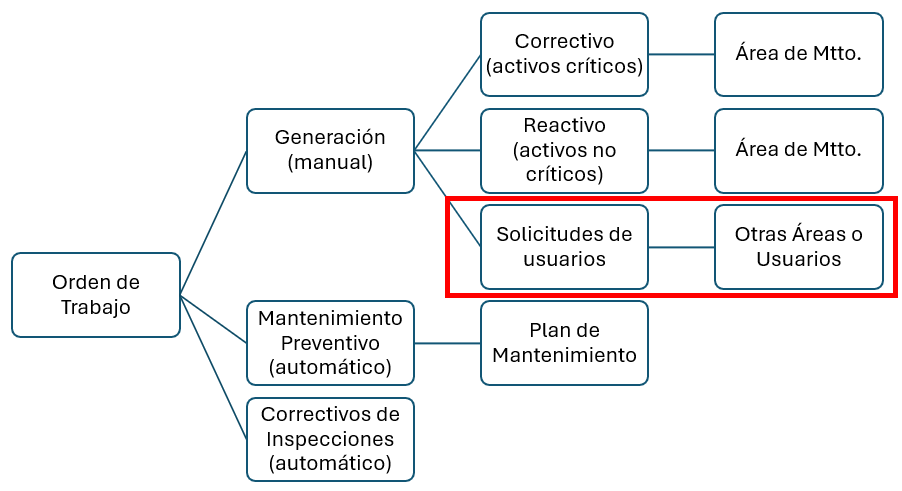 Orden de
Trabajo
Generación
(manual)
Correctivo
(activos críticos)
Área de Mtto.
Reactivo
(activos no
críticos)
Área de Mtto.
Solicitudes de
usuarios
Otras Áreas o
Usuarios
Mantenimiento
Preventivo
(automático)
Plan de
Mantenimiento
Correctivos de
Inspecciones
(automático)